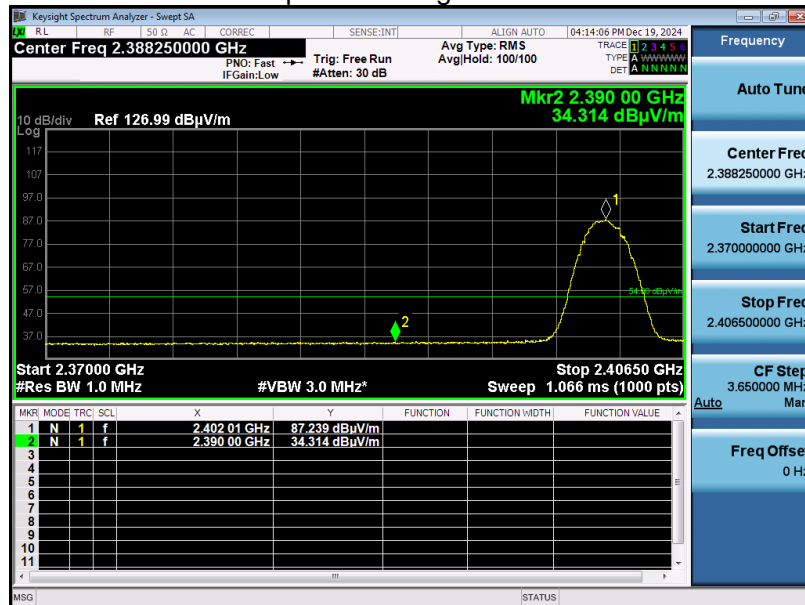 Keysight Spectrum Analyzer - Swept SA
LXI RL RF 50 Ω AC CORREC SENSE:INT ALIGN AUTO 04:14:06 PM Dec 19, 2024
Center Freq 2.388250000 GHz
PNO: Fast
IFGain:Low
Trig: Free Run
#Atten: 30 dB
Avg Type: RMS
Avg|Hold: 100/100
TRACE 1 2 3 4 5 6
TYPE A WWWWW
DET A N N N N N
Mkr2 2.390 00 GHz
34.314 dBµV/m
10 dB/div Ref 126.99 dBµV/m
Log
117
107
97.0
87.0
77.0
67.0
57.0
47.0
37.0
1
2
54.00 dBµV/m
Start 2.37000 GHz Stop 2.40650 GHz
#Res BW 1.0 MHz #VBW 3.0 MHz* Sweep 1.066 ms (1000 pts)
MKR MODE TRC SCL X Y FUNCTION FUNCTION WIDTH FUNCTION VALUE
1 N 1 f 2.402 01 GHz 87.239 dBµV/m
2 N 1 f 2.390 00 GHz 34.314 dBµV/m
3
4
5
6
7
8
9
10
11
MSG STATUS
Frequency
Auto Tune
Center Freq
2.388250000 GHz
Start Freq
2.370000000 GHz
Stop Freq
2.406500000 GHz
CF Step
3.650000 MHz
Auto Man
Freq Offset
0 Hz